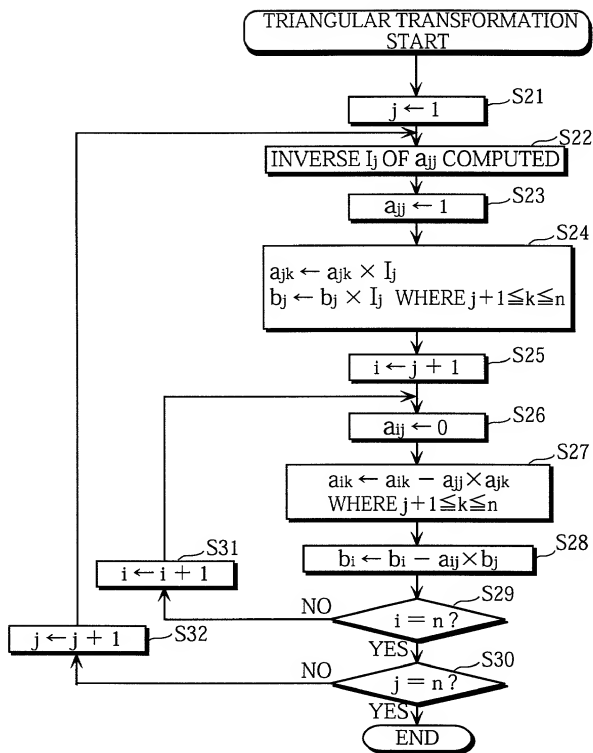 TRIANGULAR TRANSFORMATION
START
S21
j ← 1
S22
INVERSE Ij OF ajj COMPUTED
S23
ajj ← 1
S24
ajk ← ajk × Ij
bj ← bj × Ij WHERE j+1≦k≦n
S25
i ← j + 1
S26
aij ← 0
S27
aik ← aik − ajj×ajk
WHERE j+1≦k≦n
S28
bi ← bi − aij×bj
S31
i ← i + 1
S29
NO
i = n ?
YES
S32
j ← j + 1
S30
NO
j = n ?
YES
END